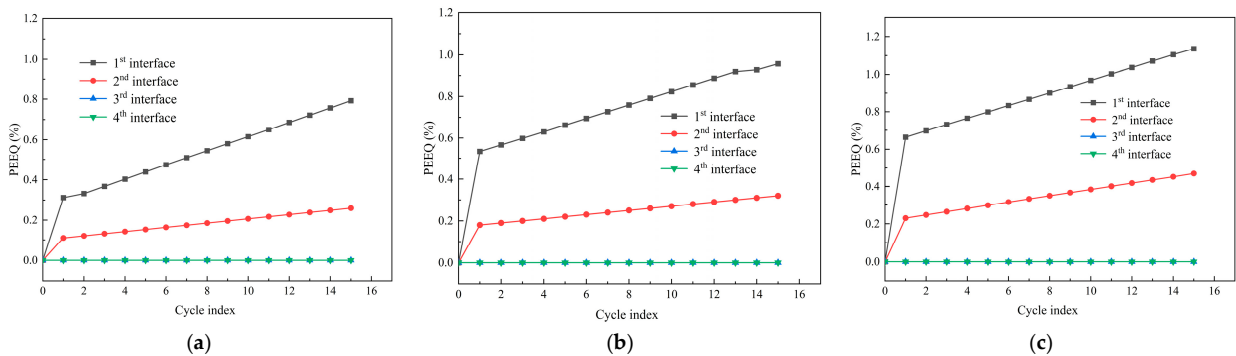 1.2
1.0
0.8
0.6
0.4
0.2
0.0
PEEQ (%)
1st interface
2nd interface
3rd interface
4th interface
0 2 4 6 8 10 12 14 16
Cycle index
(a)
1.2
1.0
0.8
0.6
0.4
0.2
0.0
PEEQ (%)
1st interface
2nd interface
3rd interface
4th interface
0 2 4 6 8 10 12 14 16
Cycle index
(b)
1.2
1.0
0.8
0.6
0.4
0.2
0.0
PEEQ (%)
1st interface
2nd interface
3rd interface
4th interface
0 2 4 6 8 10 12 14 16
Cycle index
(c)